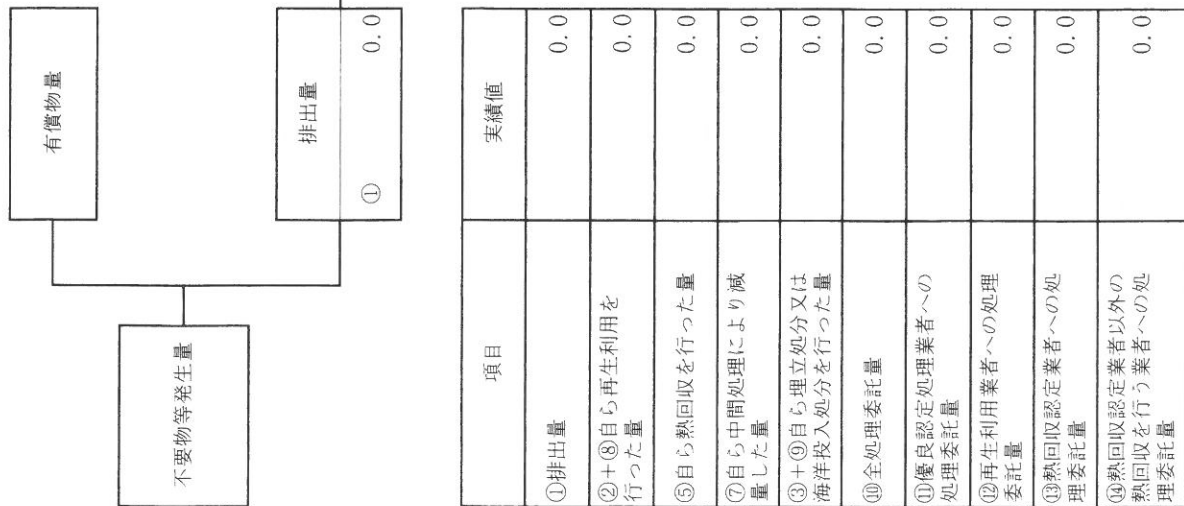 有償物量
不要物等発生量
排出量
①
0.0
項目
実績値
①排出量
0.0
②+⑧自ら再生利用を
行った量
0.0
⑤自ら熱回収を行った量
0.0
⑦自ら中間処理により減
量した量
0.0
③+⑨自ら埋立処分又は
海洋投入処分を行った量
0.0
⑩全処理委託量
0.0
⑪優良認定処理業者への
処理委託量
0.0
⑫再生利用業者への処理
委託量
0.0
⑬熱回収認定業者への処
理委託量
0.0
⑭熱回収認定業者以外の
熱回収を行う業者への処
理委託量
0.0